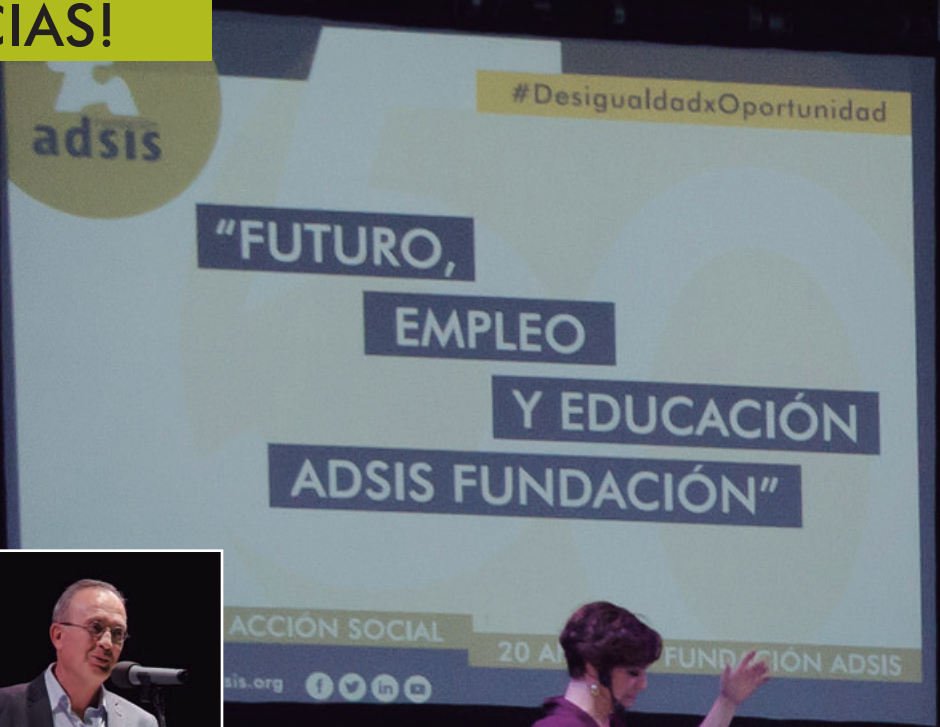 CIAS!
adsis
#DesigualdadxOportunidad
“FUTURO,
EMPLEO
Y EDUCACIÓN
ADSIS FUNDACIÓN”
ACCIÓN SOCIAL
20 A FUNDACIÓN ADSIS
sis.org